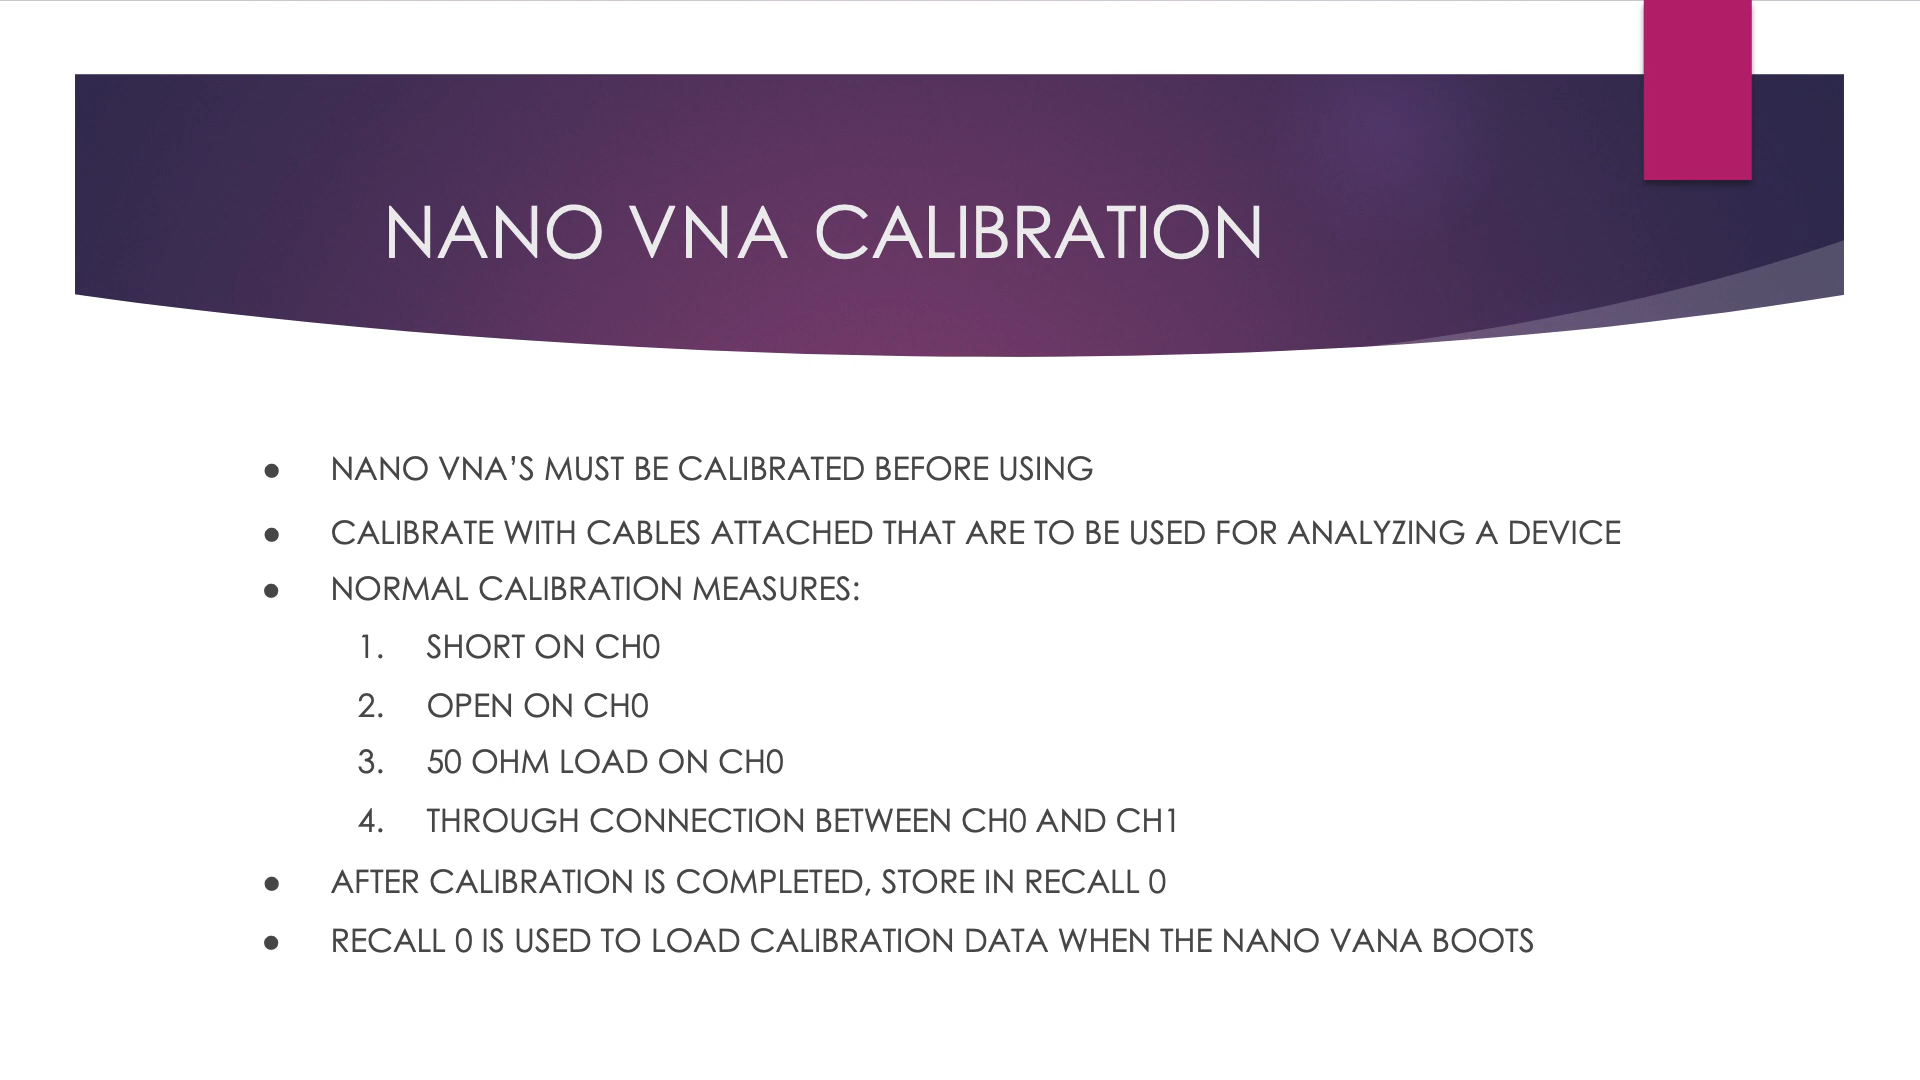 NANO VNA CALIBRATION
● NANO VNA’S MUST BE CALIBRATED BEFORE USING
● CALIBRATE WITH CABLES ATTACHED THAT ARE TO BE USED FOR ANALYZING A DEVICE
● NORMAL CALIBRATION MEASURES:
1. SHORT ON CH0
2. OPEN ON CH0
3. 50 OHM LOAD ON CH0
4. THROUGH CONNECTION BETWEEN CH0 AND CH1
● AFTER CALIBRATION IS COMPLETED, STORE IN RECALL 0
● RECALL 0 IS USED TO LOAD CALIBRATION DATA WHEN THE NANO VANA BOOTS